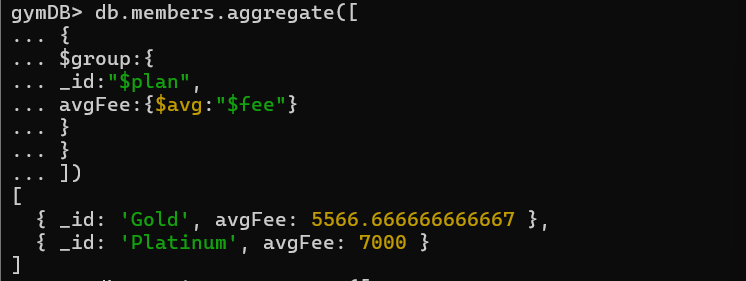 gymDB> db.members.aggregate([
... {
... $group:{
... _id:"$plan",
... avgFee:{$avg:"$fee"}
... }
... }
... ])
[
  { _id: 'Gold', avgFee: 5566.666666666667 },
  { _id: 'Platinum', avgFee: 7000 }
]